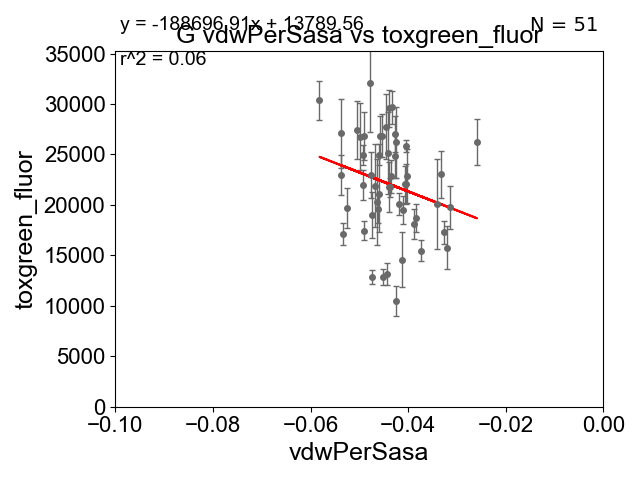 y = -188696.91x + 13789.56
N = 51
G vdwPerSasa vs toxgreen_fluor
r^2 = 0.06
35000
30000
25000
20000
15000
10000
5000
0
toxgreen_fluor
−0.10 −0.08 −0.06 −0.04 −0.02 0.00
vdwPerSasa